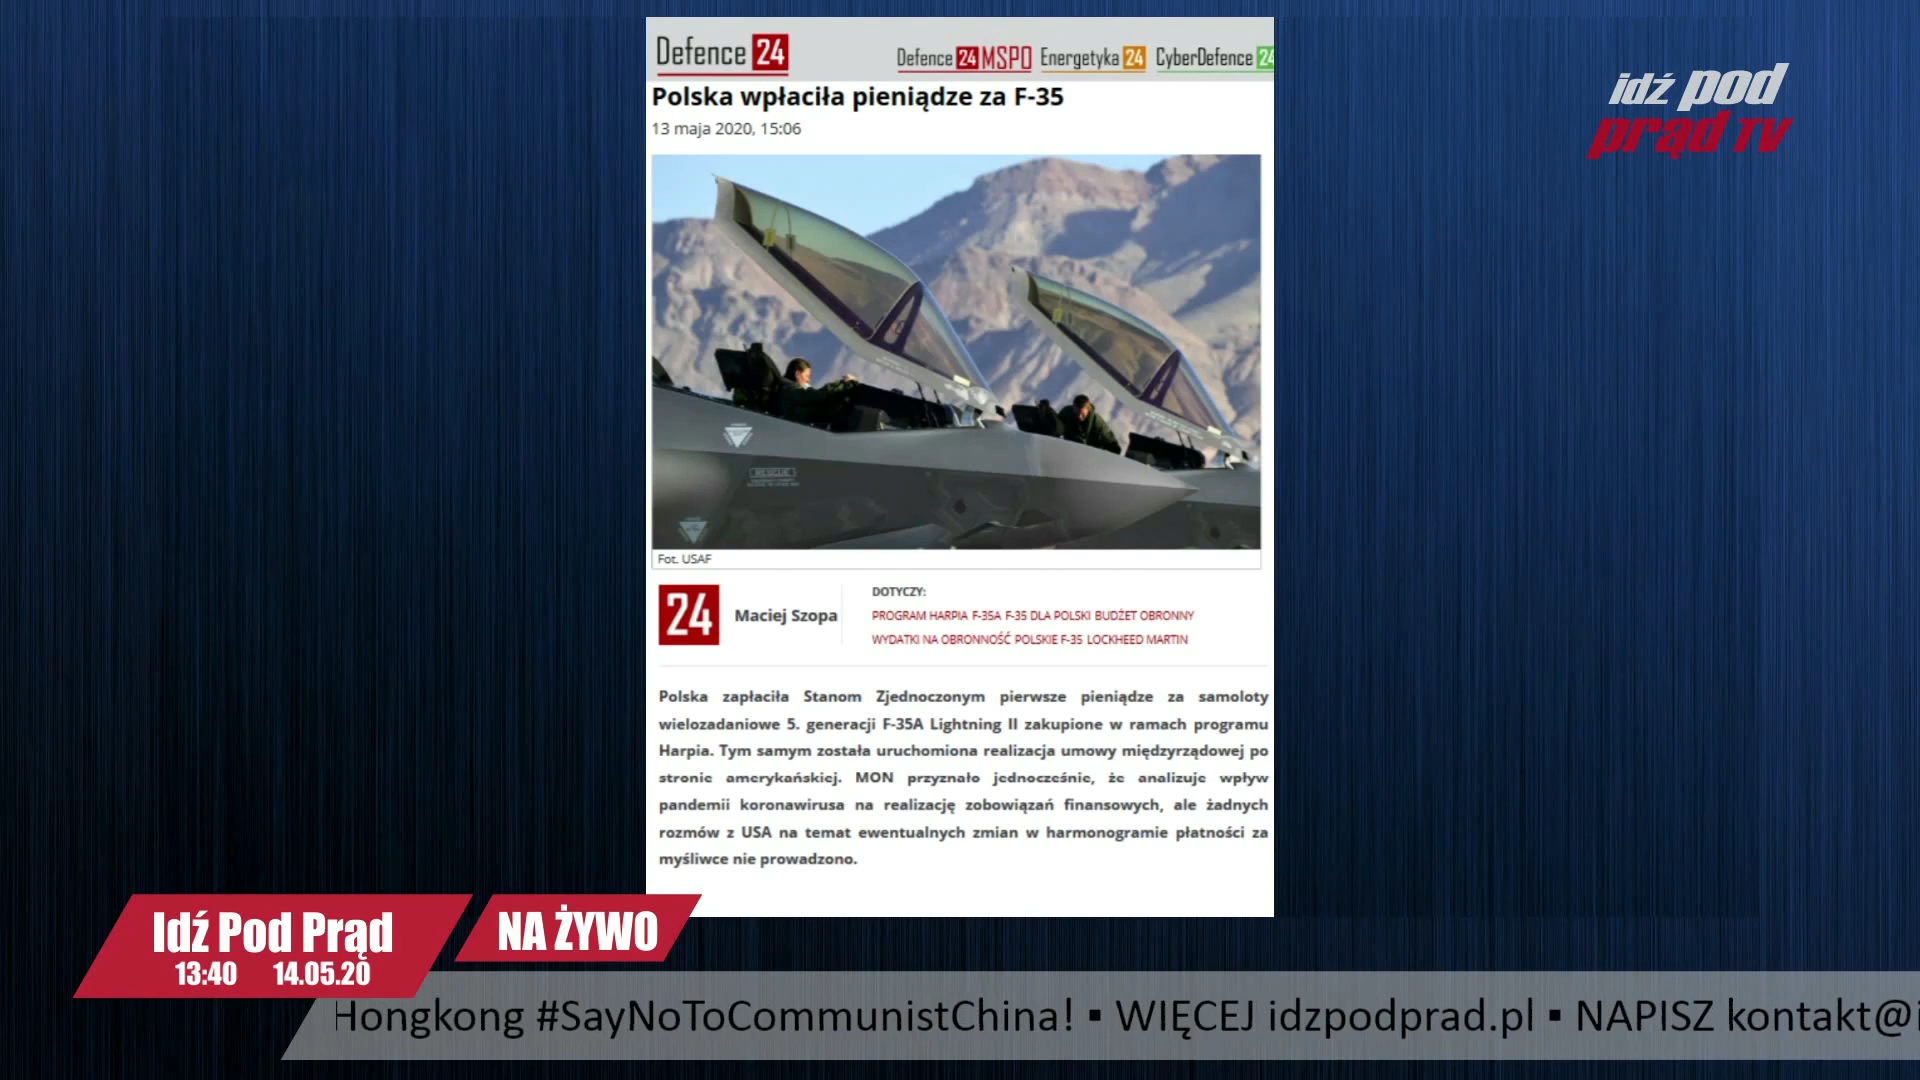 Defence 24
Defence 24 MSPO Energetyka 24 CyberDefence 24
idź pod
prąd TV
Polska wpłaciła pieniądze za F-35
13 maja 2020, 15:06
RESCUE
Fot. USAF
24
Maciej Szopa
DOTYCZY:
PROGRAM HARPIA F-35A F-35 DLA POLSKI BUDŻET OBRONNY
WYDATKI NA OBRONNOŚĆ POLSKIE F-35 LOCKHEED MARTIN
Polska zapłaciła Stanom Zjednoczonym pierwsze pieniądze za samoloty
wielozadaniowe 5. generacji F-35A Lightning II zakupione w ramach programu
Harpia. Tym samym została uruchomiona realizacja umowy międzyrządowej po
stronie amerykańskiej. MON przyznało jednocześnie, że analizuje wpływ
pandemii koronawirusa na realizację zobowiązań finansowych, ale żadnych
rozmów z USA na temat ewentualnych zmian w harmonogramie płatności za
myśliwce nie prowadzono.
Idź Pod Prąd
13:40 14.05.20
NA ŻYWO
Hongkong #SayNoToCommunistChina! ▪ WIĘCEJ idzpodprad.pl ▪ NAPISZ kontakt@i